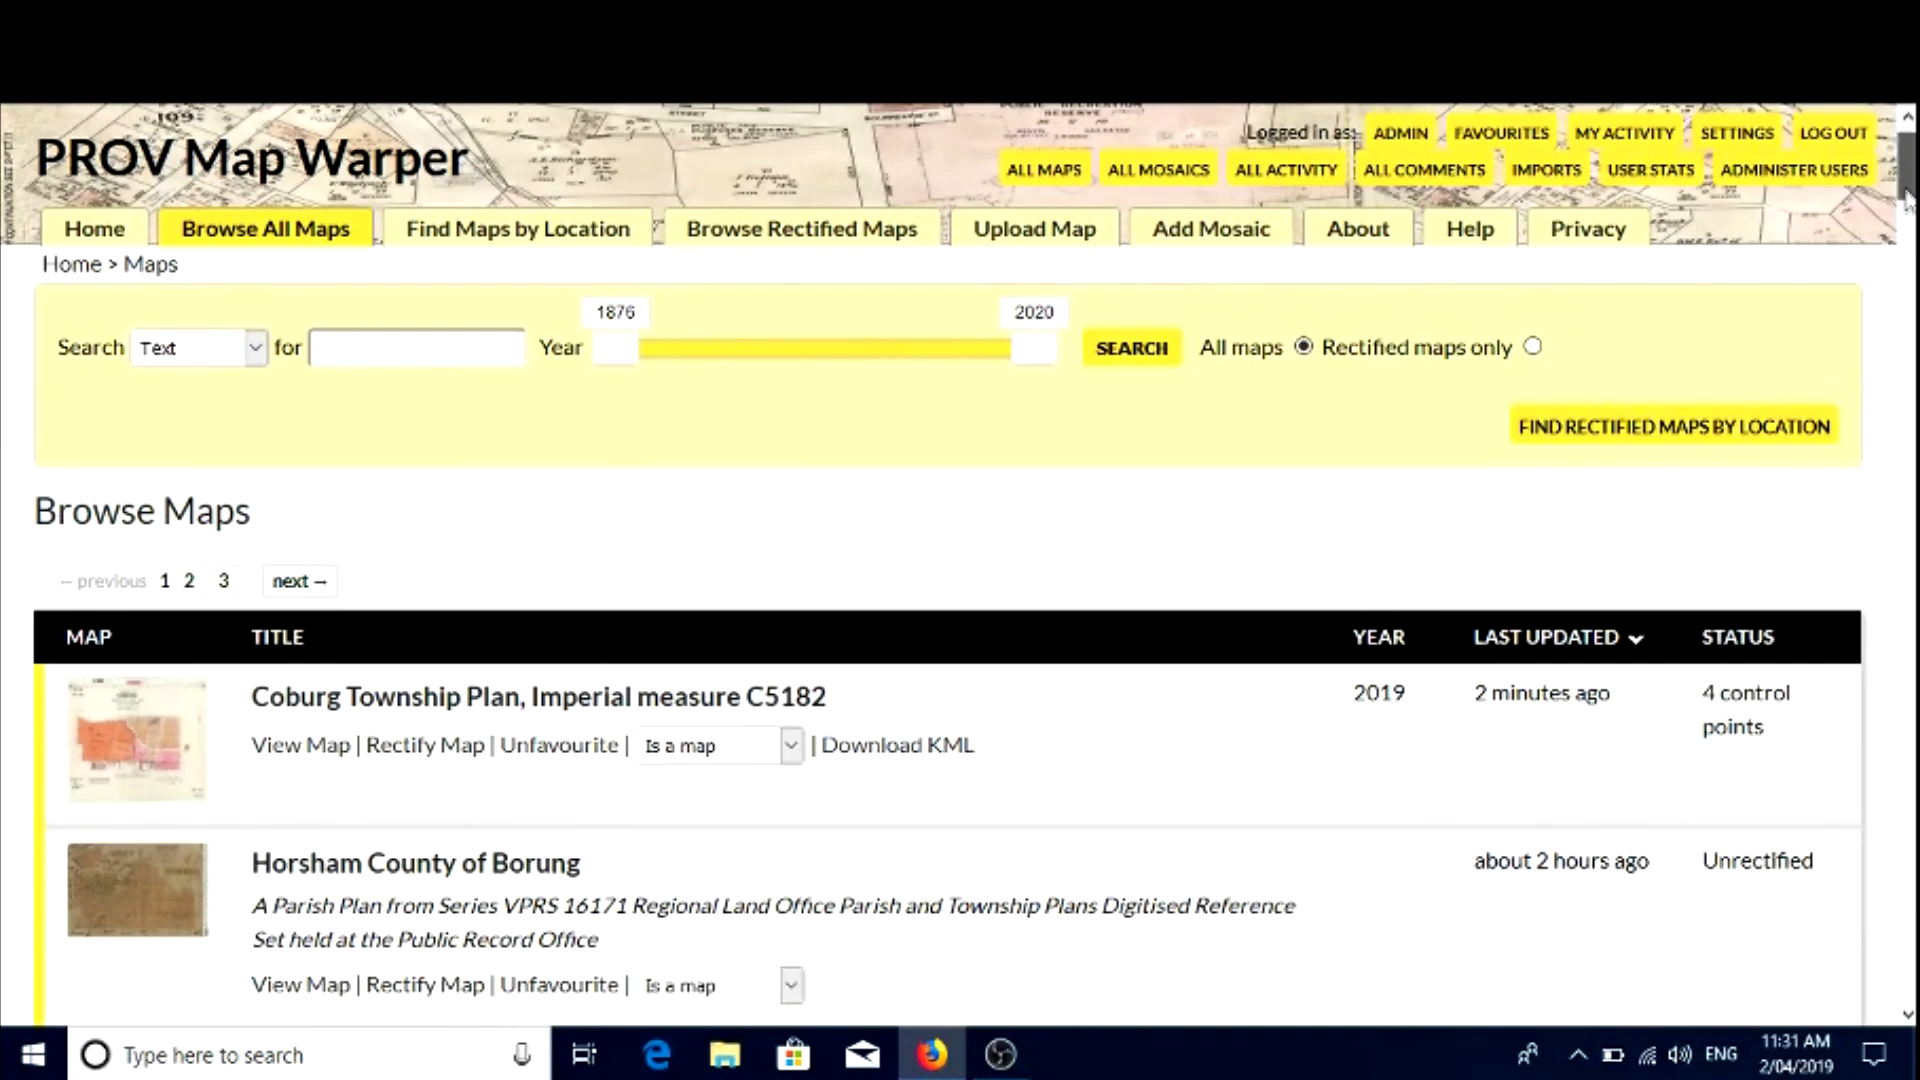 109
PROV Map Warper
Logged in as: ADMIN FAVOURITES MY ACTIVITY SETTINGS LOG OUT
ALL MAPS ALL MOSAICS ALL ACTIVITY ALL COMMENTS IMPORTS USER STATS ADMINISTER USERS
Home Browse All Maps Find Maps by Location Browse Rectified Maps Upload Map Add Mosaic About Help Privacy
Home > Maps
1876 2020
Search Text for Year SEARCH All maps Rectified maps only
FIND RECTIFIED MAPS BY LOCATION
Browse Maps
← previous 1 2 3 next →
MAP TITLE YEAR LAST UPDATED STATUS
Coburg Township Plan, Imperial measure C5182 2019 2 minutes ago 4 control
points
View Map | Rectify Map | Unfavourite | Is a map | Download KML
Horsham County of Borung about 2 hours ago Unrectified
A Parish Plan from Series VPRS 16171 Regional Land Office Parish and Township Plans Digitised Reference
Set held at the Public Record Office
View Map | Rectify Map | Unfavourite | Is a map
Type here to search ENG 11:31 AM
2/04/2019